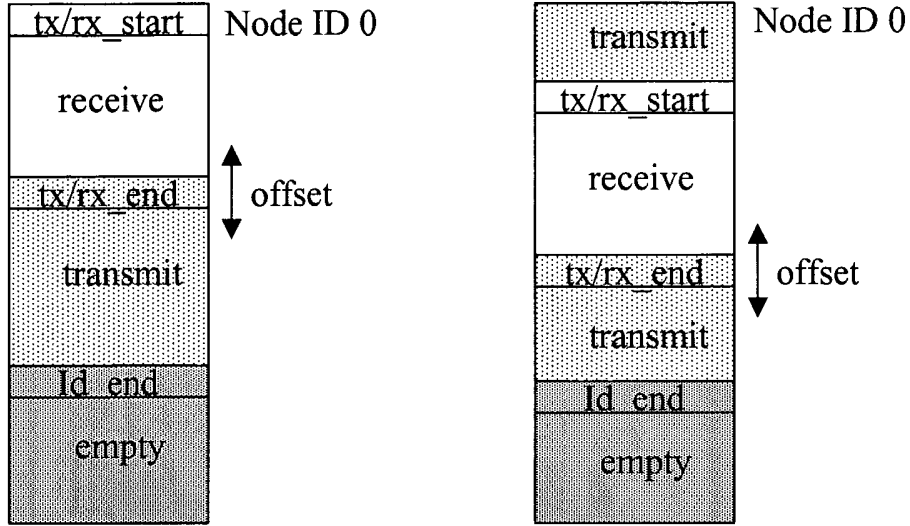 tx/rx_start
Node ID 0
receive
tx/rx_end
offset
transmit
Id_end
empty
transmit
Node ID 0
tx/rx_start
receive
tx/rx_end
offset
transmit
Id_end
empty